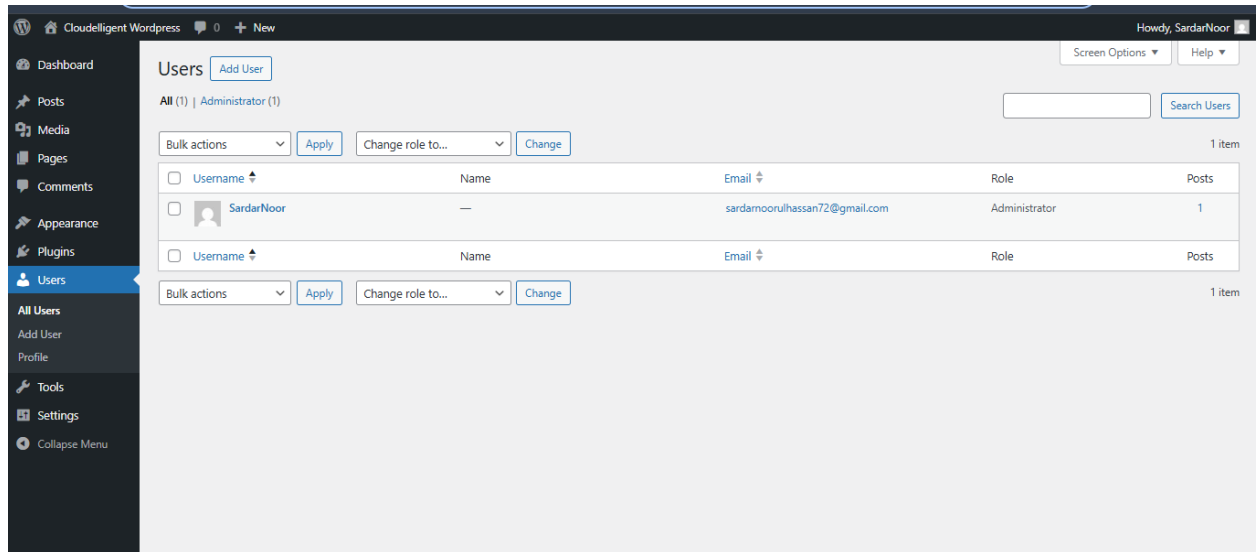 Cloudelligent Wordpress 0 + New Howdy, SardarNoor
Screen Options ▼ Help ▼
Dashboard
Posts
Media
Pages
Comments
Appearance
Plugins
Users
All Users
Add User
Profile
Tools
Settings
Collapse Menu
Users Add User
All (1) | Administrator (1)
Search Users
Bulk actions Apply Change role to... Change 1 item
Username Name Email Role Posts
SardarNoor — sardarnoorulhassan72@gmail.com Administrator 1
Username Name Email Role Posts
Bulk actions Apply Change role to... Change 1 item